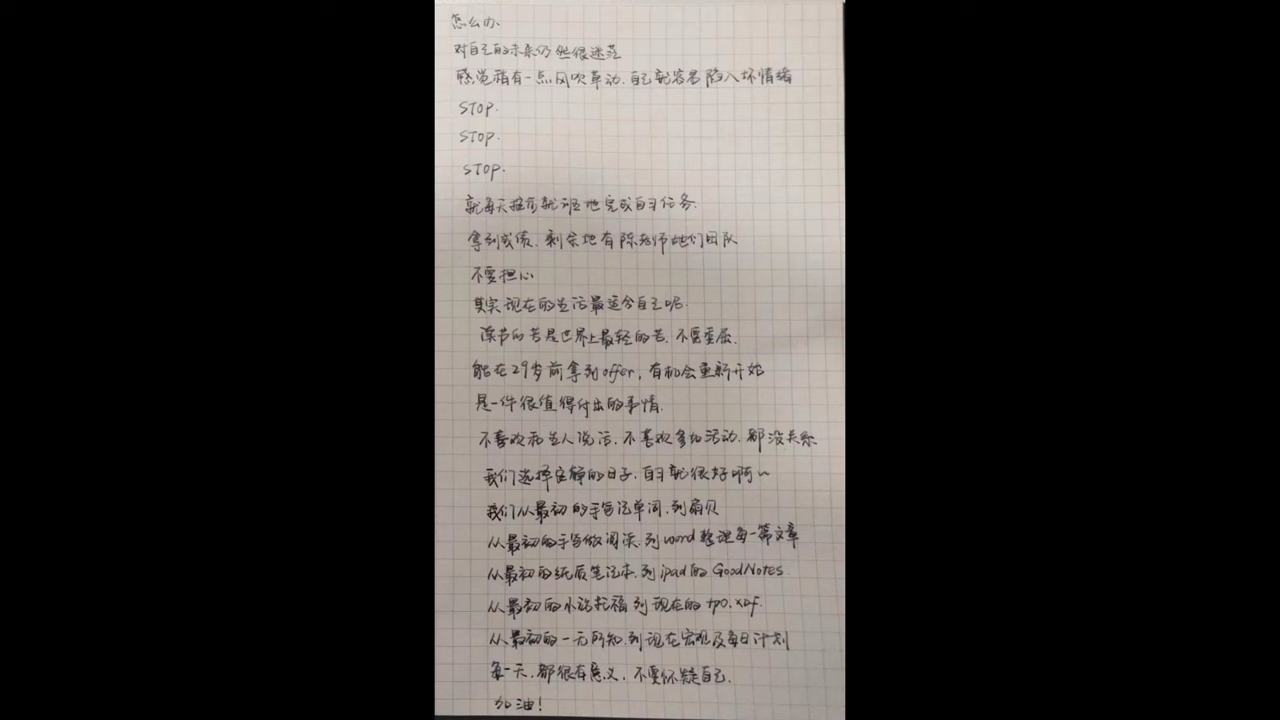 怎么办
对自己的未来仍然很迷茫
感觉稍有一点风吹草动,自己就容易陷入坏情绪
STOP.
STOP.
STOP.
就每天按部就班地完成自习任务.
拿到成绩,剩余地有陈老师她们团队
不要担心
其实现在的生活最适合自己呢.
读书的苦是世界上最轻的苦,不要委屈.
能在29岁前拿到offer,有机会重新开始
是一件很值得付出的事情.
不喜欢和生人说话,不喜欢参加活动,都没关系
我们选择安静的日子,自习就很好啊~
我们从最初的手写记单词,到扇贝
从最初的手写做阅读,到word整理每一篇文章
从最初的纸质笔记本,到ipad的GoodNotes
从最初的小站托福到现在的tpo.xdf.
从最初的一无所知,到现在宏观及每日计划
每一天,都很有意义,不要怀疑自己.
加油!